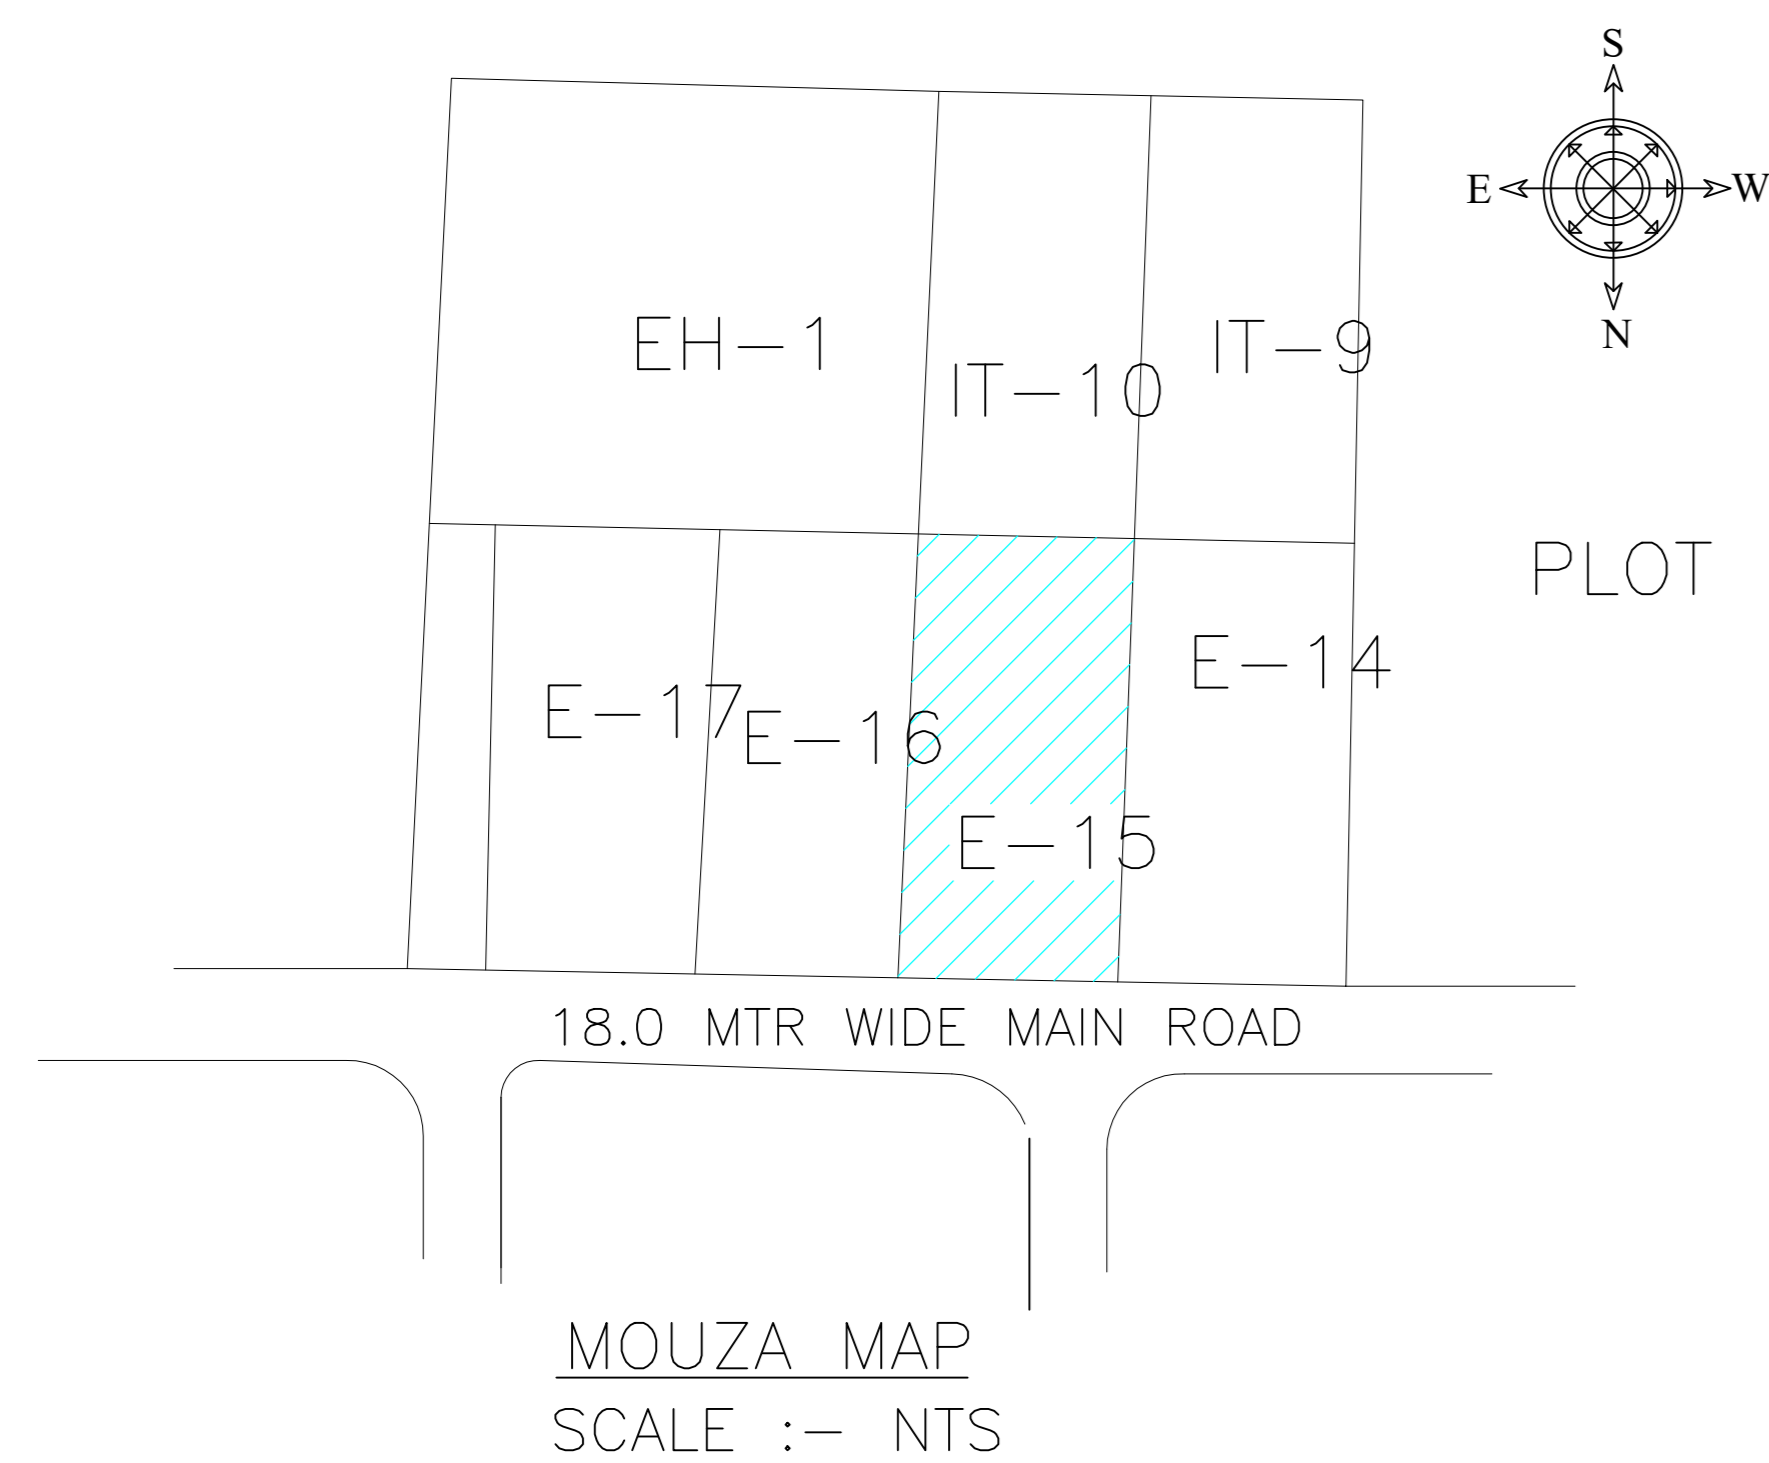 S
E W
N
EH-1
IT-10
IT-9
PLOT
E-17
E-16
E-15
E-14
18.0 MTR WIDE MAIN ROAD
MOUZA MAP
SCALE :- NTS